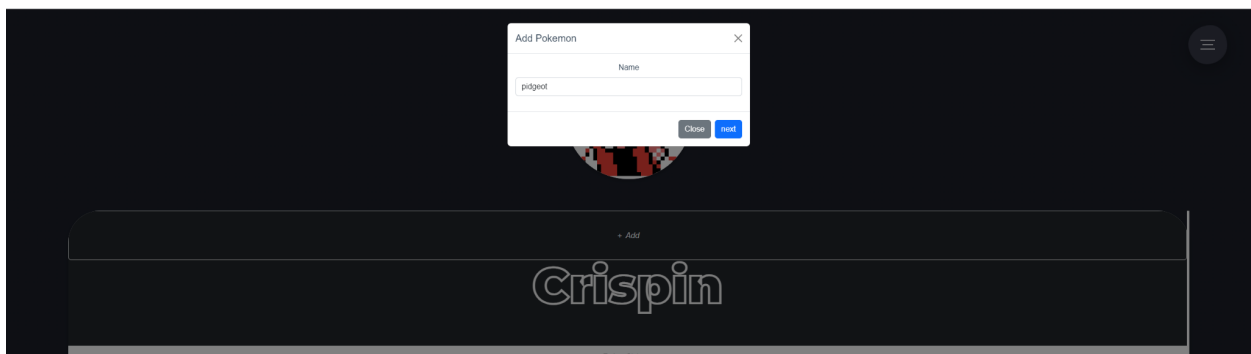 Add Pokemon
Name
pidgeot
Close next
+ Add
Crispin